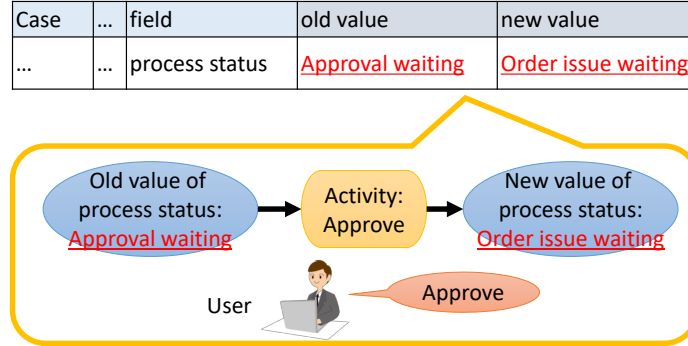 Case ... field old value new value
... ... process status Approval waiting Order issue waiting
Old value of
process status:
Approval waiting
Activity:
Approve
New value of
process status:
Order issue waiting
User
Approve